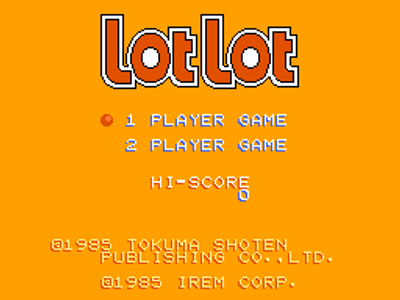 Lot Lot
1 PLAYER GAME
2 PLAYER GAME
HI-SCORE
0
©1985 TOKUMA SHOTEN
PUBLISHING CO.,LTD.
©1985 IREM CORP.